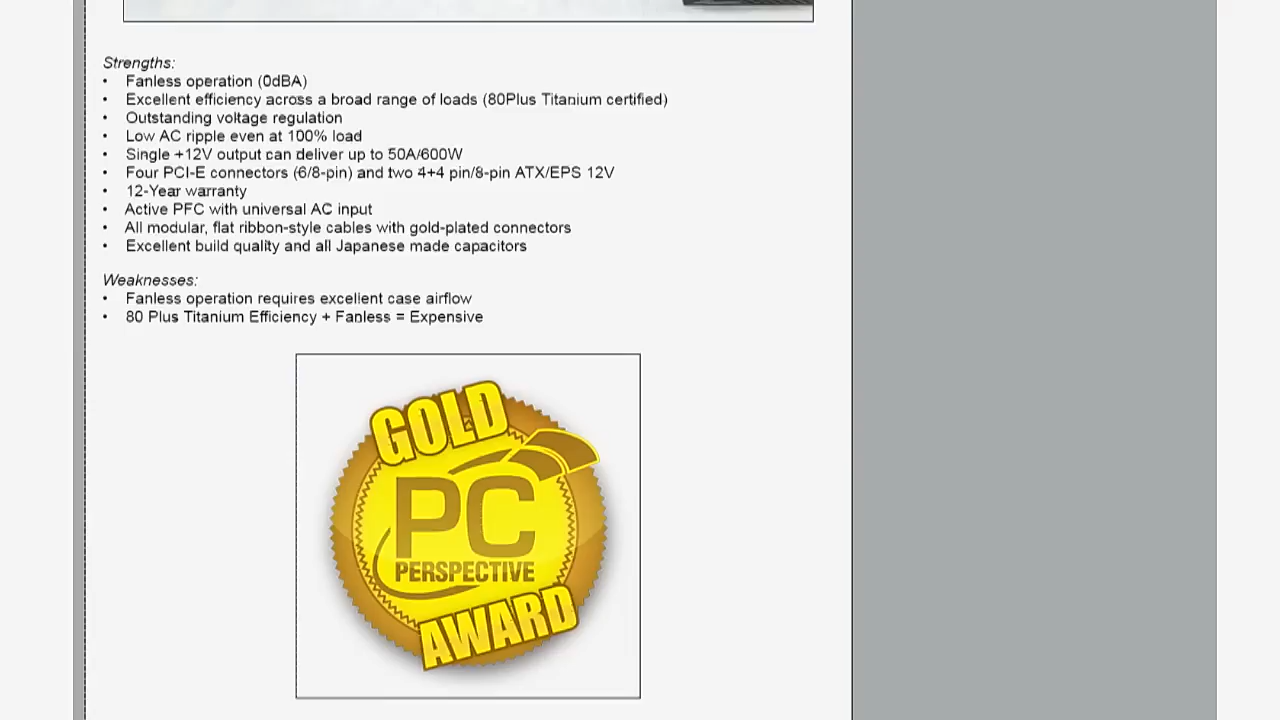 Strengths:
• Fanless operation (0dBA)
• Excellent efficiency across a broad range of loads (80Plus Titanium certified)
• Outstanding voltage regulation
• Low AC ripple even at 100% load
• Single +12V output can deliver up to 50A/600W
• Four PCI-E connectors (6/8-pin) and two 4+4 pin/8-pin ATX/EPS 12V
• 12-Year warranty
• Active PFC with universal AC input
• All modular, flat ribbon-style cables with gold-plated connectors
• Excellent build quality and all Japanese made capacitors
Weaknesses:
• Fanless operation requires excellent case airflow
• 80 Plus Titanium Efficiency + Fanless = Expensive
GOLD
PC
PERSPECTIVE
AWARD